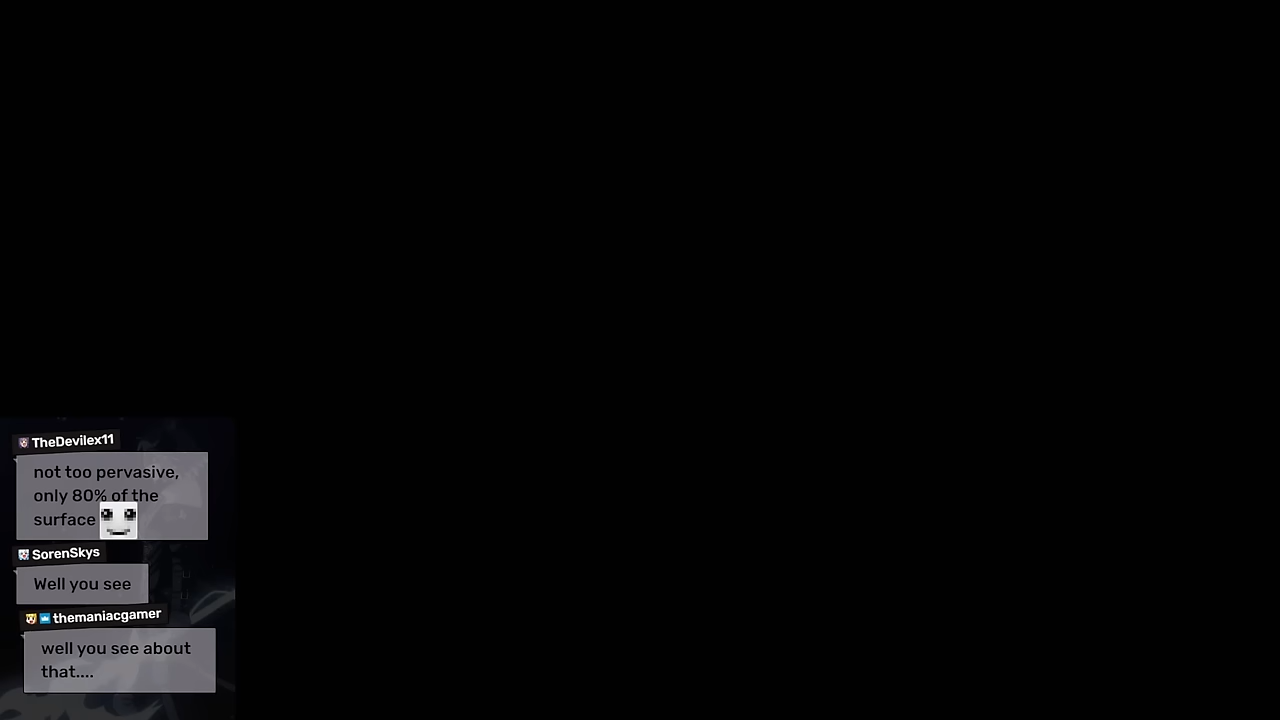 TheDevilex11
not too pervasive,
only 80% of the
surface
SorenSkys
Well you see
themaniacgamer
well you see about
that....